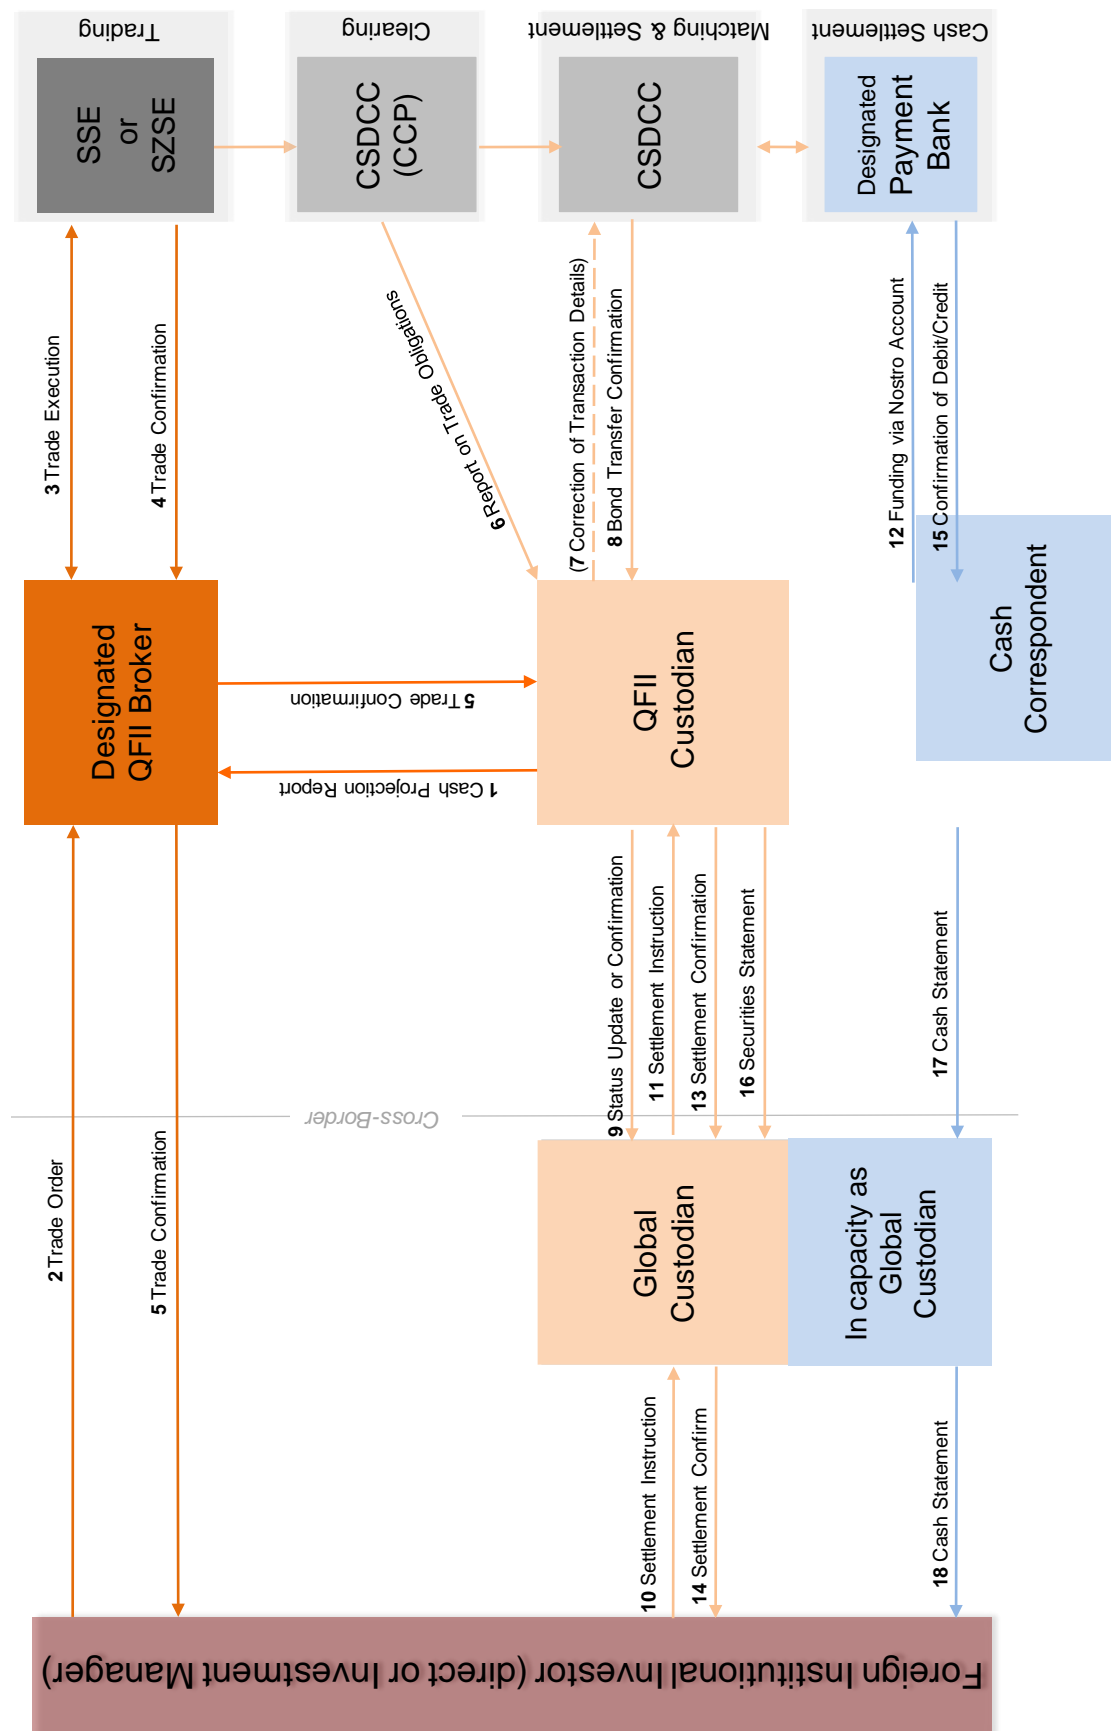 Foreign Institutional Investor (direct) or Investment Manager)
2 Trade Order
5 Trade Confirmation
10 Settlement Instruction
14 Settlement Confirm
18 Cash Statement
Global
Custodian
In capacity as
Global
Custodian
Cross-Border
9 Status Update or Confirmation
11 Settlement Instruction
13 Settlement Confirmation
16 Securities Statement
17 Cash Statement
Designated
QFII Broker
1 Cash Projection Report
5 Trade Confirmation
QFII
Custodian
Cash
Correspondent
3 Trade Execution
4 Trade Confirmation
6 Report on Trade Obligations
(7 Correction of Transaction Details)
8 Bond Transfer Confirmation
12 Funding via Nostro Account
15 Confirmation of Debit/Credit
SSE
or
SZSE
Trading
CSDCC
(CCP)
Clearing
CSDCC
Matching & Settlement
Designated
Payment
Bank
Cash Settlement